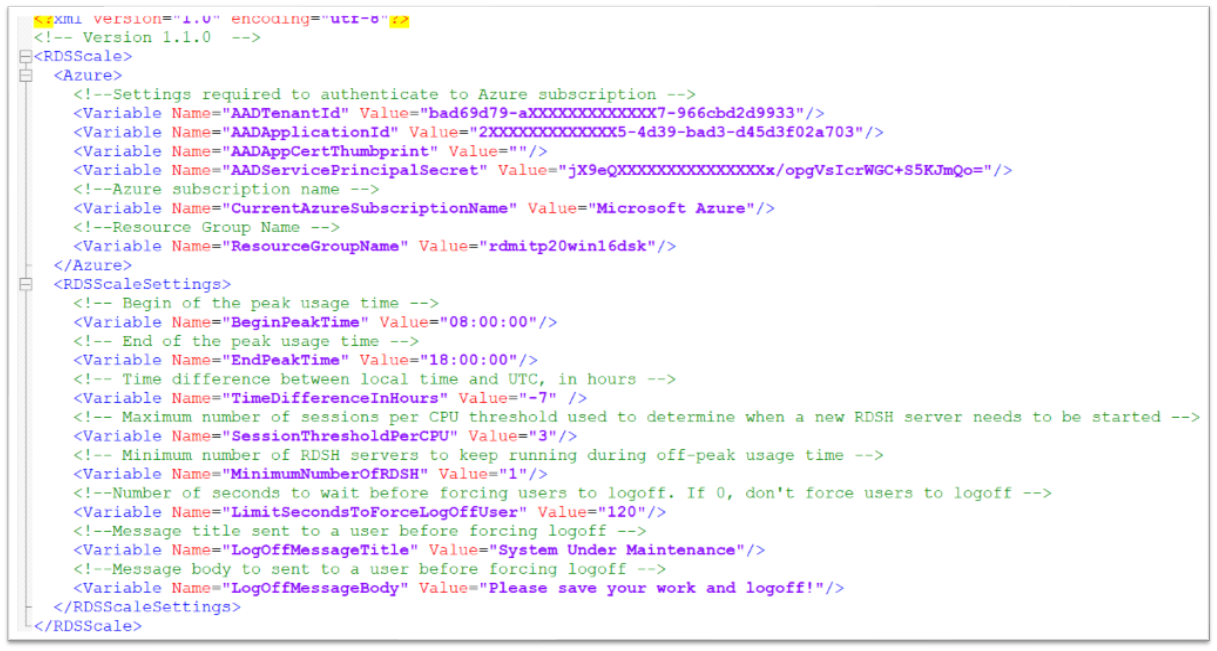 <?xml version="1.0" encoding="utf-8"?>
<!-- Version 1.1.0  -->
<RDSScale>
<Azure>
<!--Settings required to authenticate to Azure subscription -->
<Variable Name="AADTenantId" Value="bad69d79-aXXXXXXXXXXXXX7-966cbd2d9933"/>
<Variable Name="AADApplicationId" Value="2XXXXXXXXXXXXX5-4d39-bad3-d45d3f02a703"/>
<Variable Name="AADAppCertThumbprint" Value=""/>
<Variable Name="AADServicePrincipalSecret" Value="jX9eQXXXXXXXXXXXXXXXx/opgVsIcrWGC+S5KJmQo="/>
<!--Azure subscription name -->
<Variable Name="CurrentAzureSubscriptionName" Value="Microsoft Azure"/>
<!--Resource Group Name -->
<Variable Name="ResourceGroupName" Value="rdmitp20win16dsk"/>
</Azure>
<RDSScaleSettings>
<!-- Begin of the peak usage time -->
<Variable Name="BeginPeakTime" Value="08:00:00"/>
<!-- End of the peak usage time -->
<Variable Name="EndPeakTime" Value="18:00:00"/>
<!-- Time difference between local time and UTC, in hours -->
<Variable Name="TimeDifferenceInHours" Value="-7" />
<!-- Maximum number of sessions per CPU threshold used to determine when a new RDSH server needs to be started -->
<Variable Name="SessionThresholdPerCPU" Value="3"/>
<!-- Minimum number of RDSH servers to keep running during off-peak usage time -->
<Variable Name="MinimumNumberOfRDSH" Value="1"/>
<!--Number of seconds to wait before forcing users to logoff. If 0, don't force users to logoff -->
<Variable Name="LimitSecondsToForceLogOffUser" Value="120"/>
<!--Message title sent to a user before forcing logoff -->
<Variable Name="LogOffMessageTitle" Value="System Under Maintenance"/>
<!--Message body to sent to a user before forcing logoff -->
<Variable Name="LogOffMessageBody" Value="Please save your work and logoff!"/>
</RDSScaleSettings>
</RDSScale>